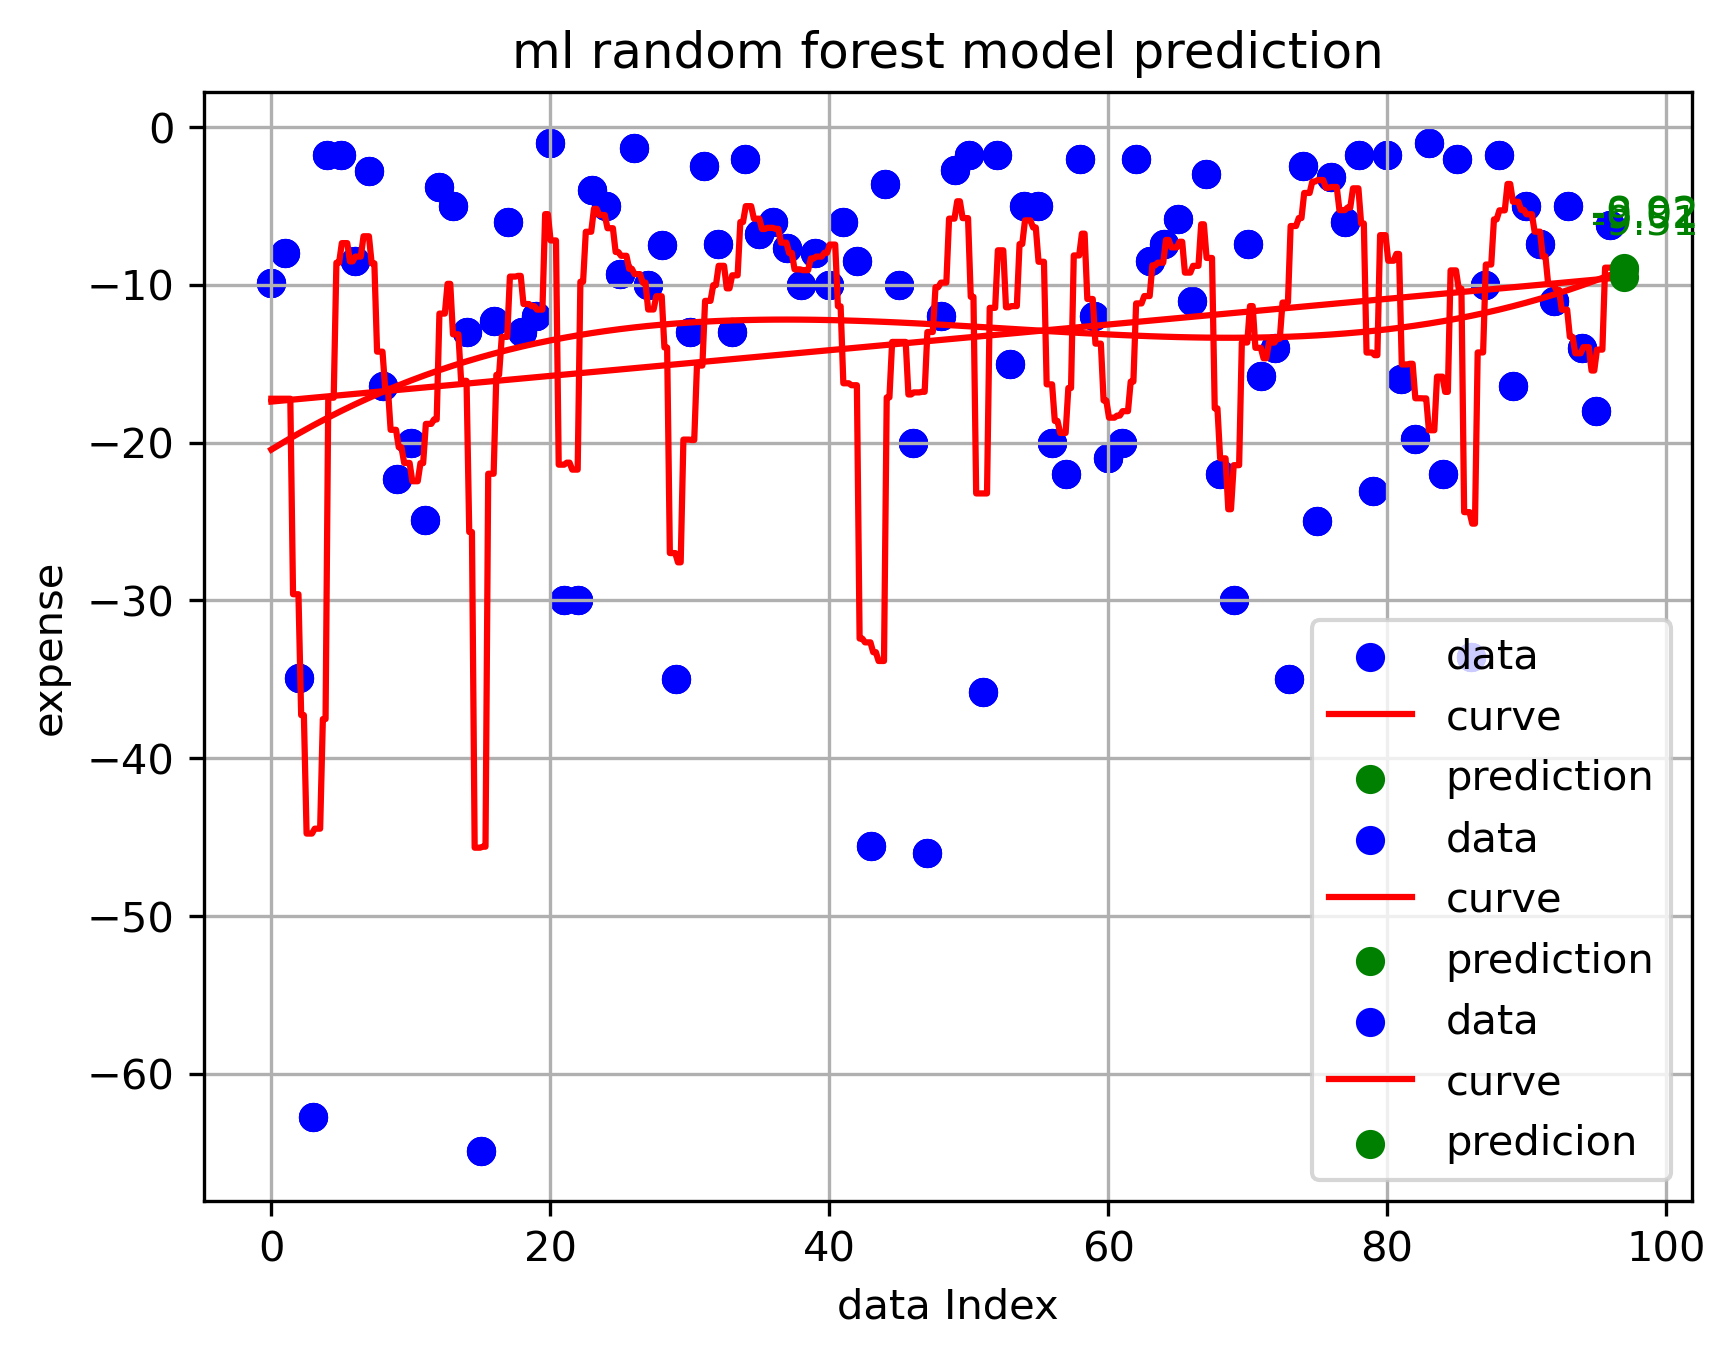 ml random forest model prediction
0
−10
−20
−30
−40
−50
−60
expense
data
curve
prediction
data
curve
prediction
data
curve
predicion
0
20
40
60
80
100
data Index